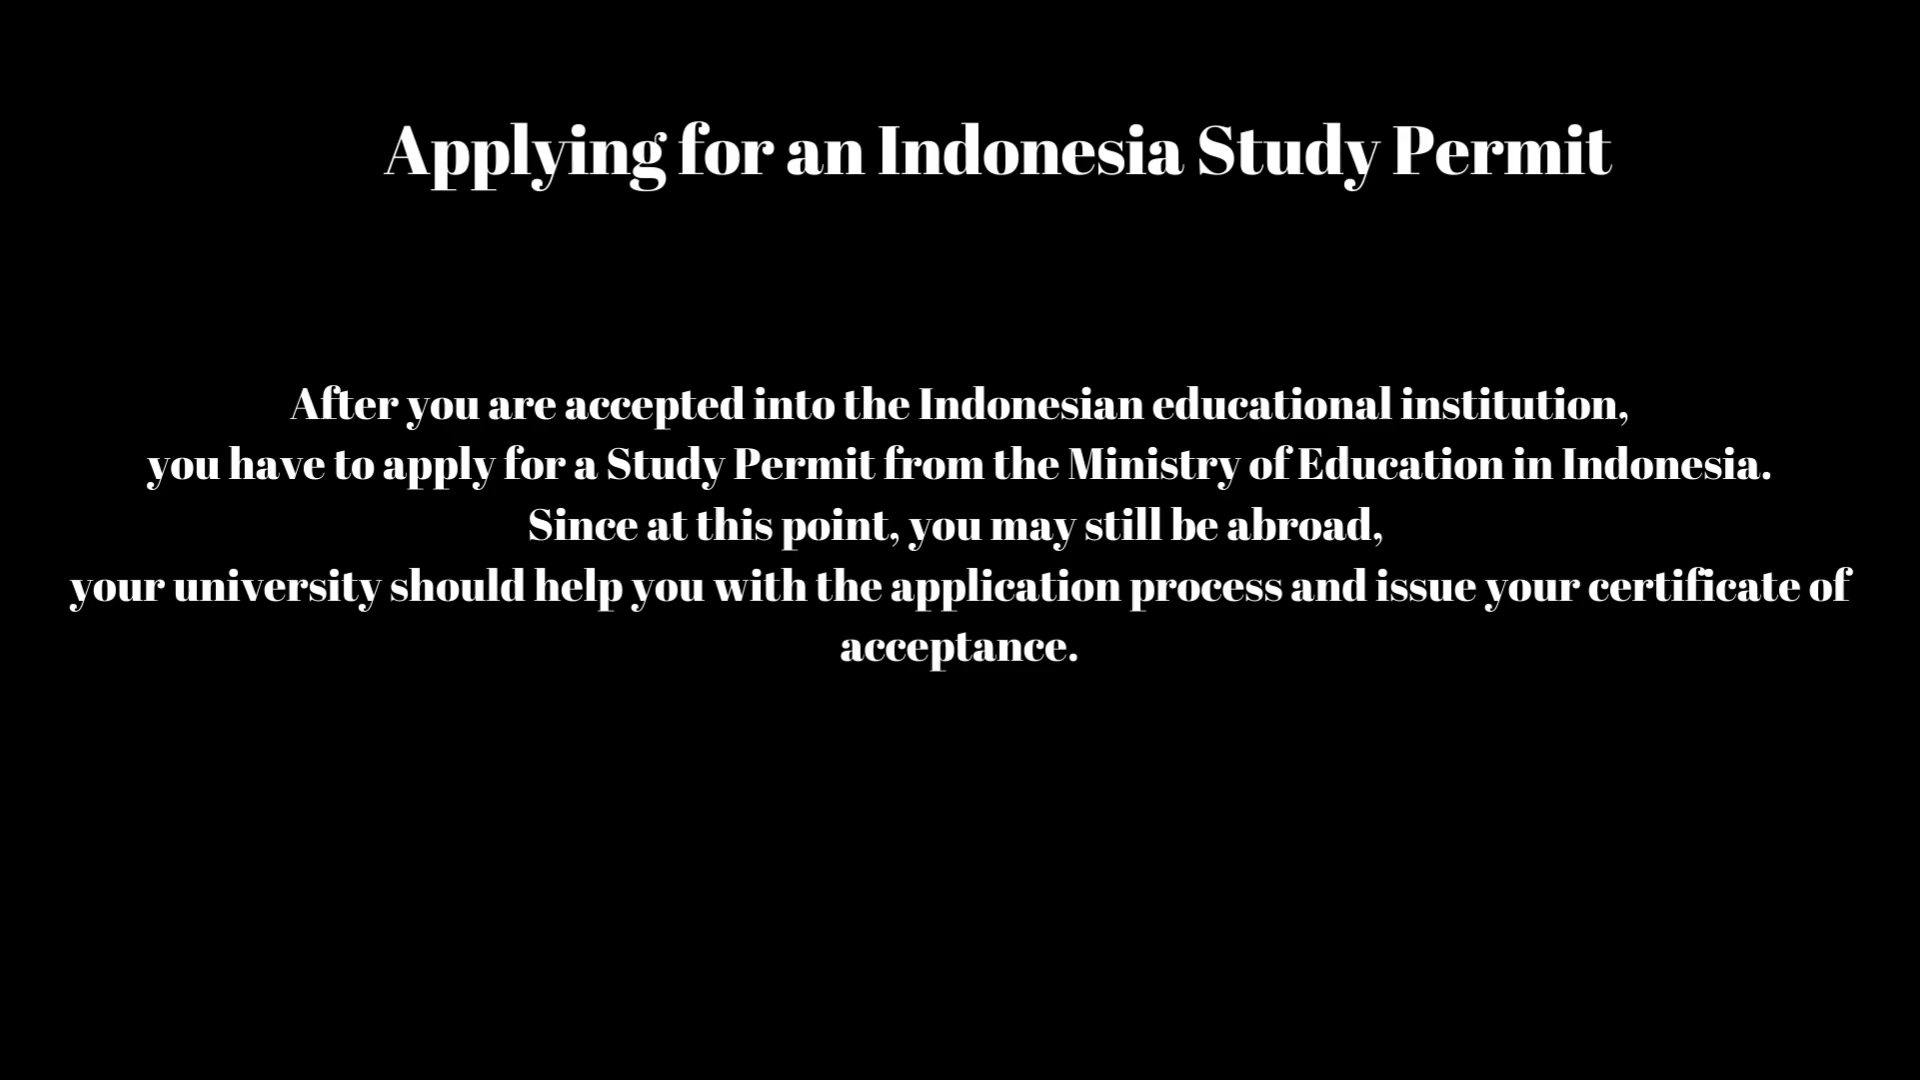 Applying for an Indonesia Study Permit
After you are accepted into the Indonesian educational institution,
you have to apply for a Study Permit from the Ministry of Education in Indonesia.
Since at this point, you may still be abroad,
your university should help you with the application process and issue your certificate of
acceptance.